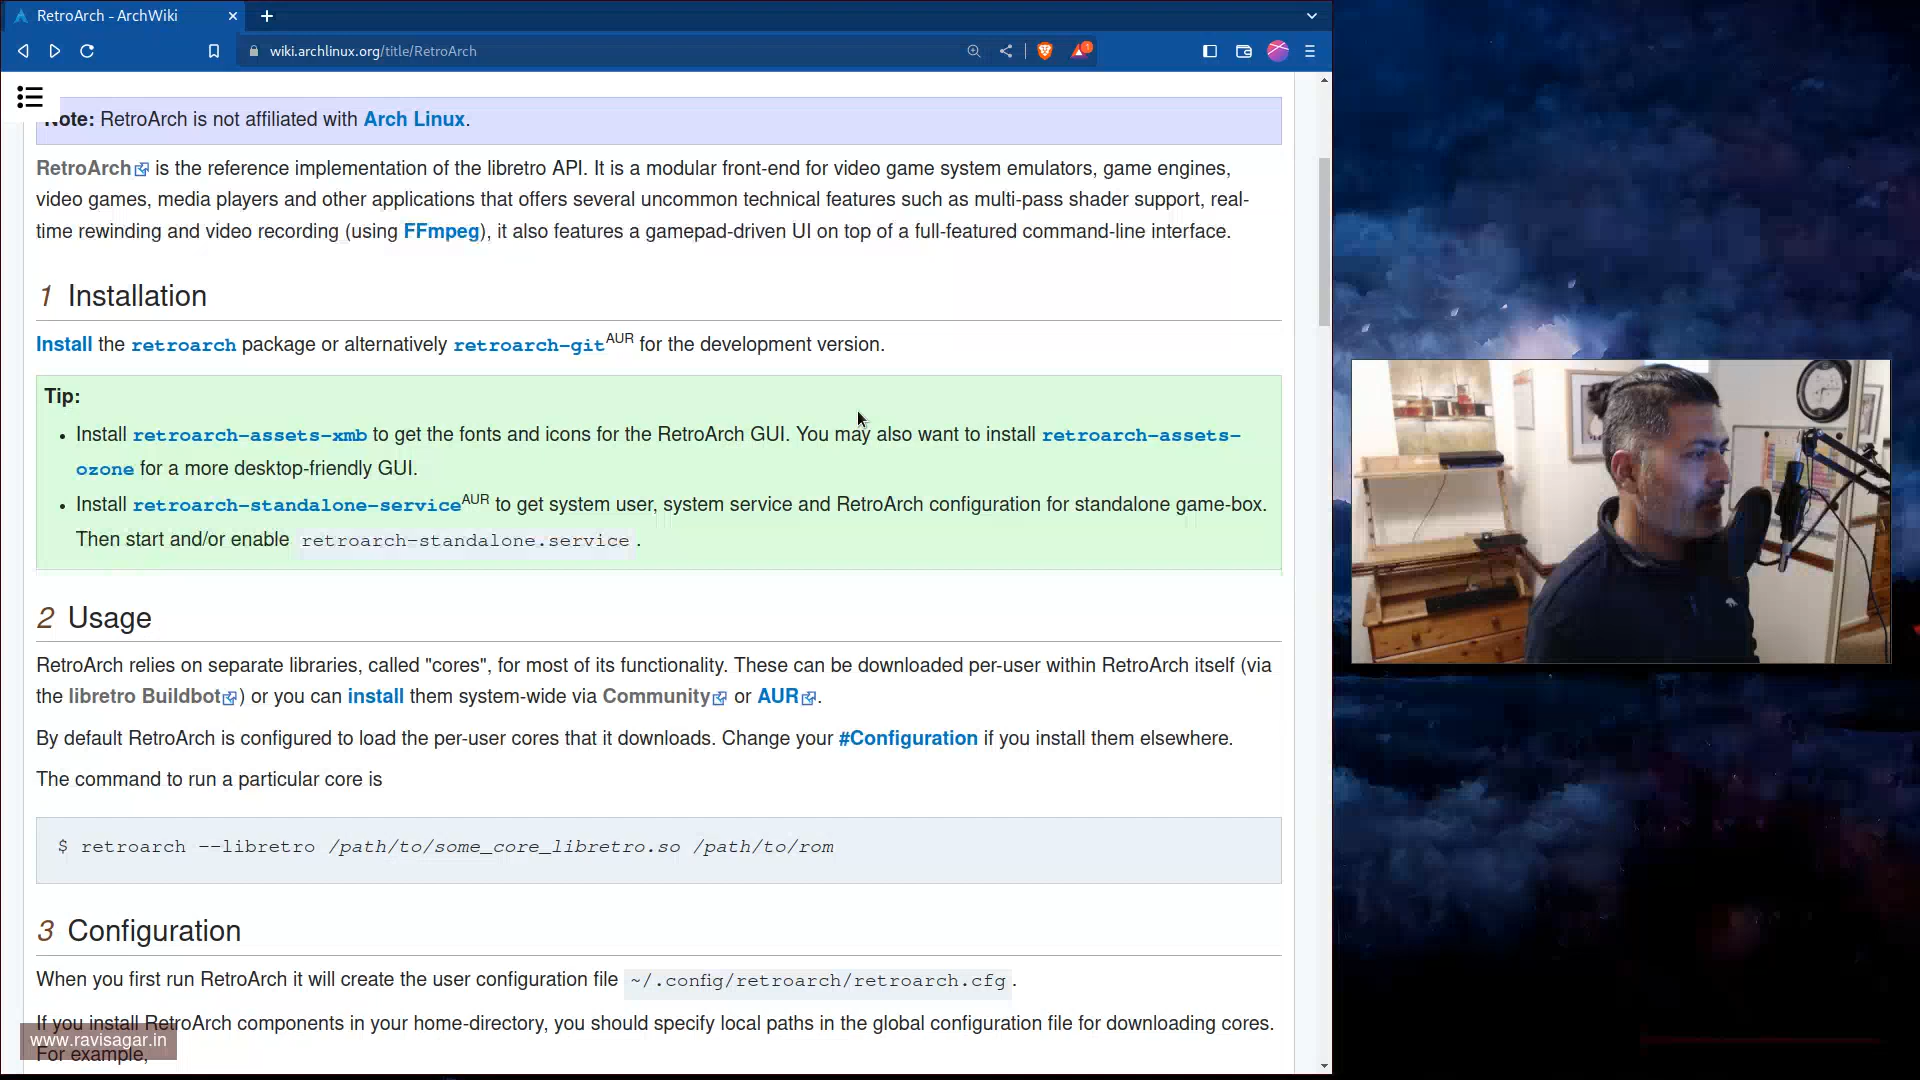 RetroArch - ArchWiki
wiki.archlinux.org/title/RetroArch
1
Note: RetroArch is not affiliated with Arch Linux.
RetroArch is the reference implementation of the libretro API. It is a modular front-end for video game system emulators, game engines,
video games, media players and other applications that offers several uncommon technical features such as multi-pass shader support, real-
time rewinding and video recording (using FFmpeg), it also features a gamepad-driven UI on top of a full-featured command-line interface.
1 Installation
Install the retroarch package or alternatively retroarch-gitAUR for the development version.
Tip:
• Install retroarch-assets-xmb to get the fonts and icons for the RetroArch GUI. You may also want to install retroarch-assets-
ozone for a more desktop-friendly GUI.
• Install retroarch-standalone-serviceAUR to get system user, system service and RetroArch configuration for standalone game-box.
Then start and/or enable retroarch-standalone.service.
2 Usage
RetroArch relies on separate libraries, called "cores", for most of its functionality. These can be downloaded per-user within RetroArch itself (via
the libretro Buildbot) or you can install them system-wide via Community or AUR.
By default RetroArch is configured to load the per-user cores that it downloads. Change your #Configuration if you install them elsewhere.
The command to run a particular core is
$ retroarch --libretro /path/to/some_core_libretro.so /path/to/rom
3 Configuration
When you first run RetroArch it will create the user configuration file ~/.config/retroarch/retroarch.cfg.
If you install RetroArch components in your home-directory, you should specify local paths in the global configuration file for downloading cores.
For example,
www.ravisagar.in